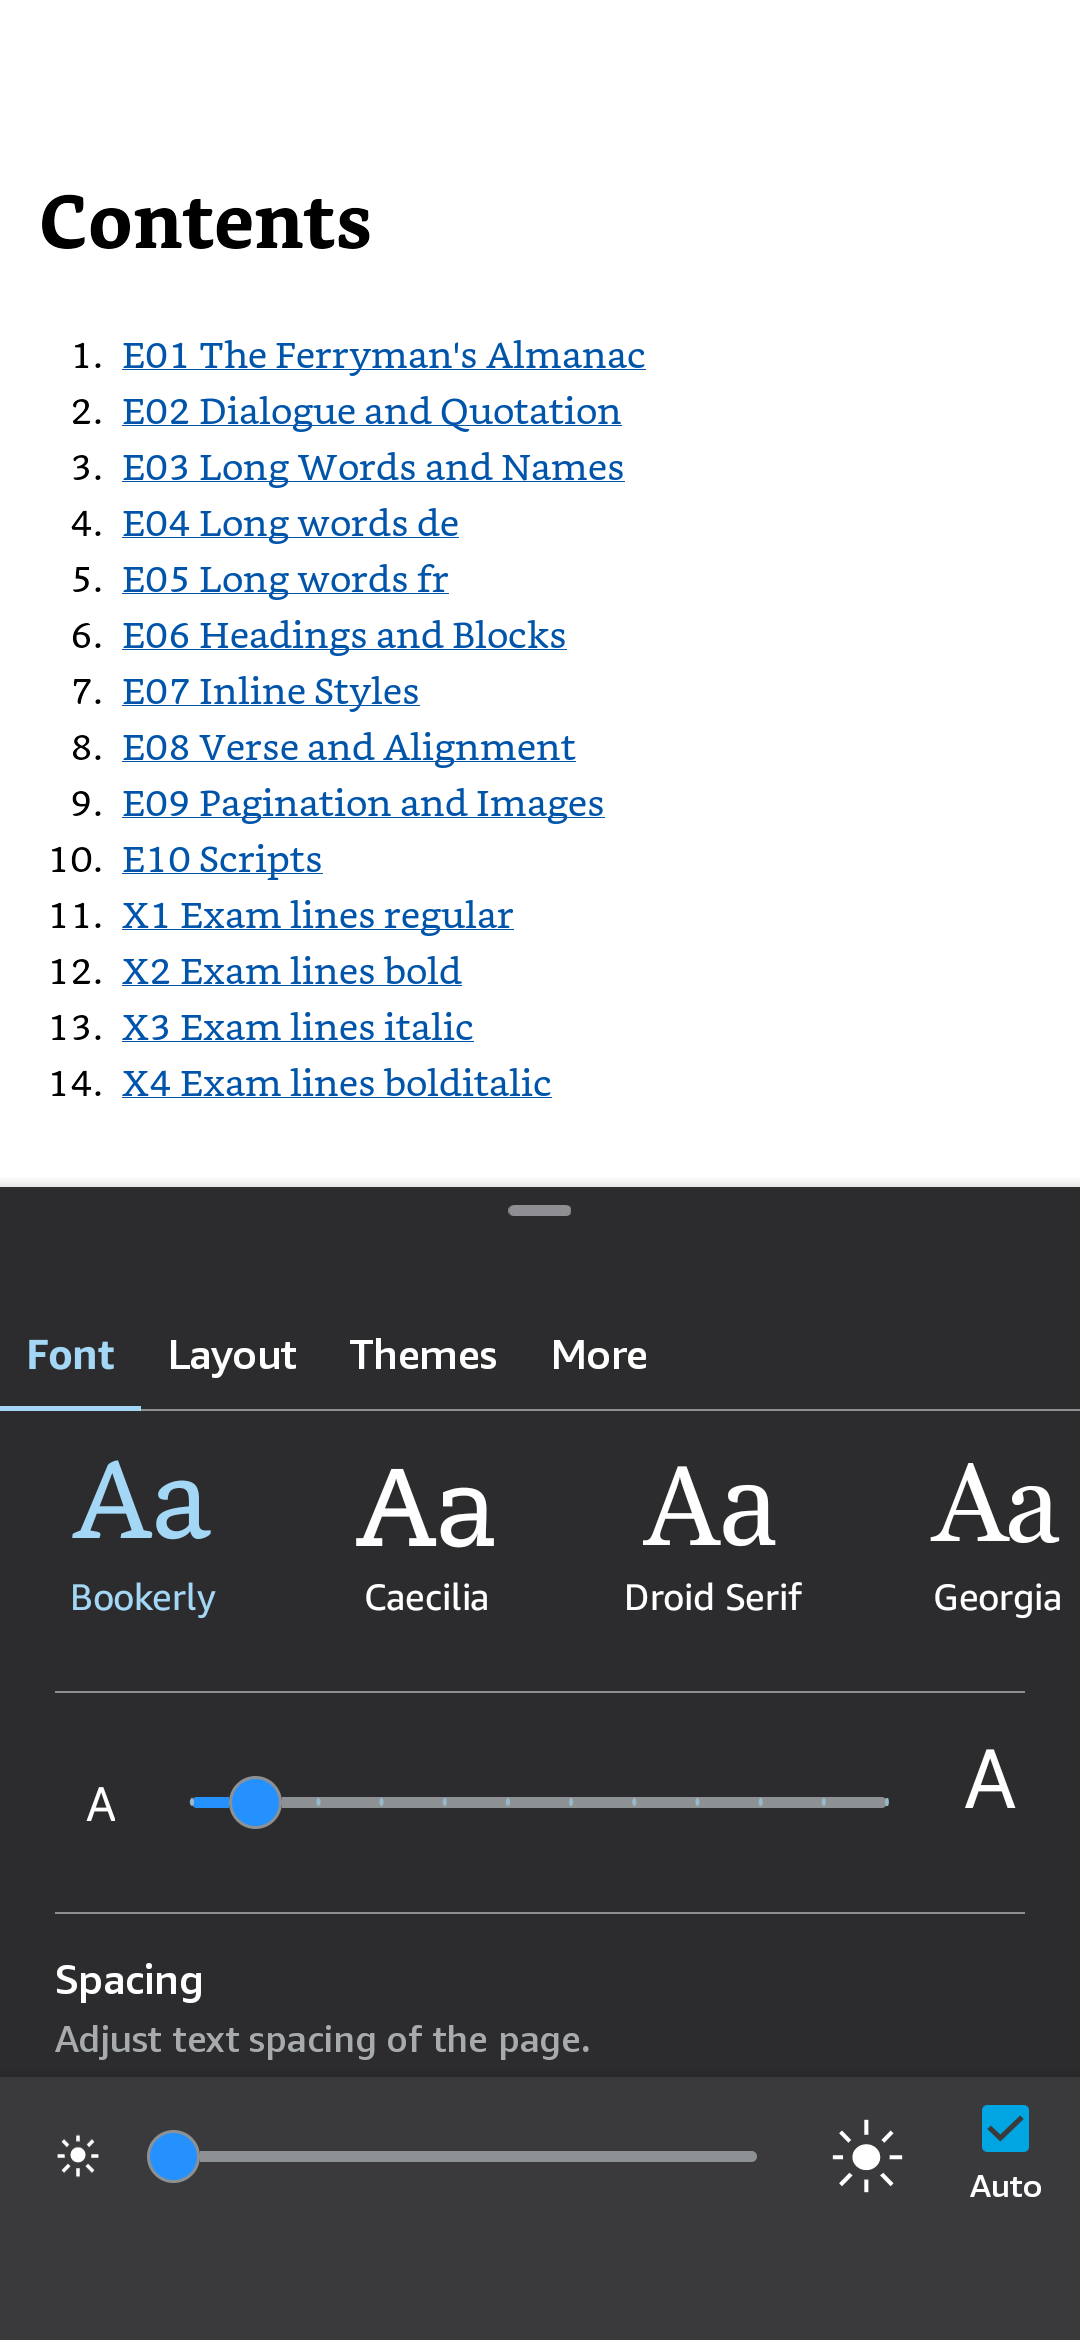 Contents
1. E01 The Ferryman's Almanac
2. E02 Dialogue and Quotation
3. E03 Long Words and Names
4. E04 Long words de
5. E05 Long words fr
6. E06 Headings and Blocks
7. E07 Inline Styles
8. E08 Verse and Alignment
9. E09 Pagination and Images
10. E10 Scripts
11. X1 Exam lines regular
12. X2 Exam lines bold
13. X3 Exam lines italic
14. X4 Exam lines bolditalic
Font Layout Themes More
Aa Aa Aa Aa
Bookerly Caecilia Droid Serif Georgia
A A
Spacing
Adjust text spacing of the page.
Auto